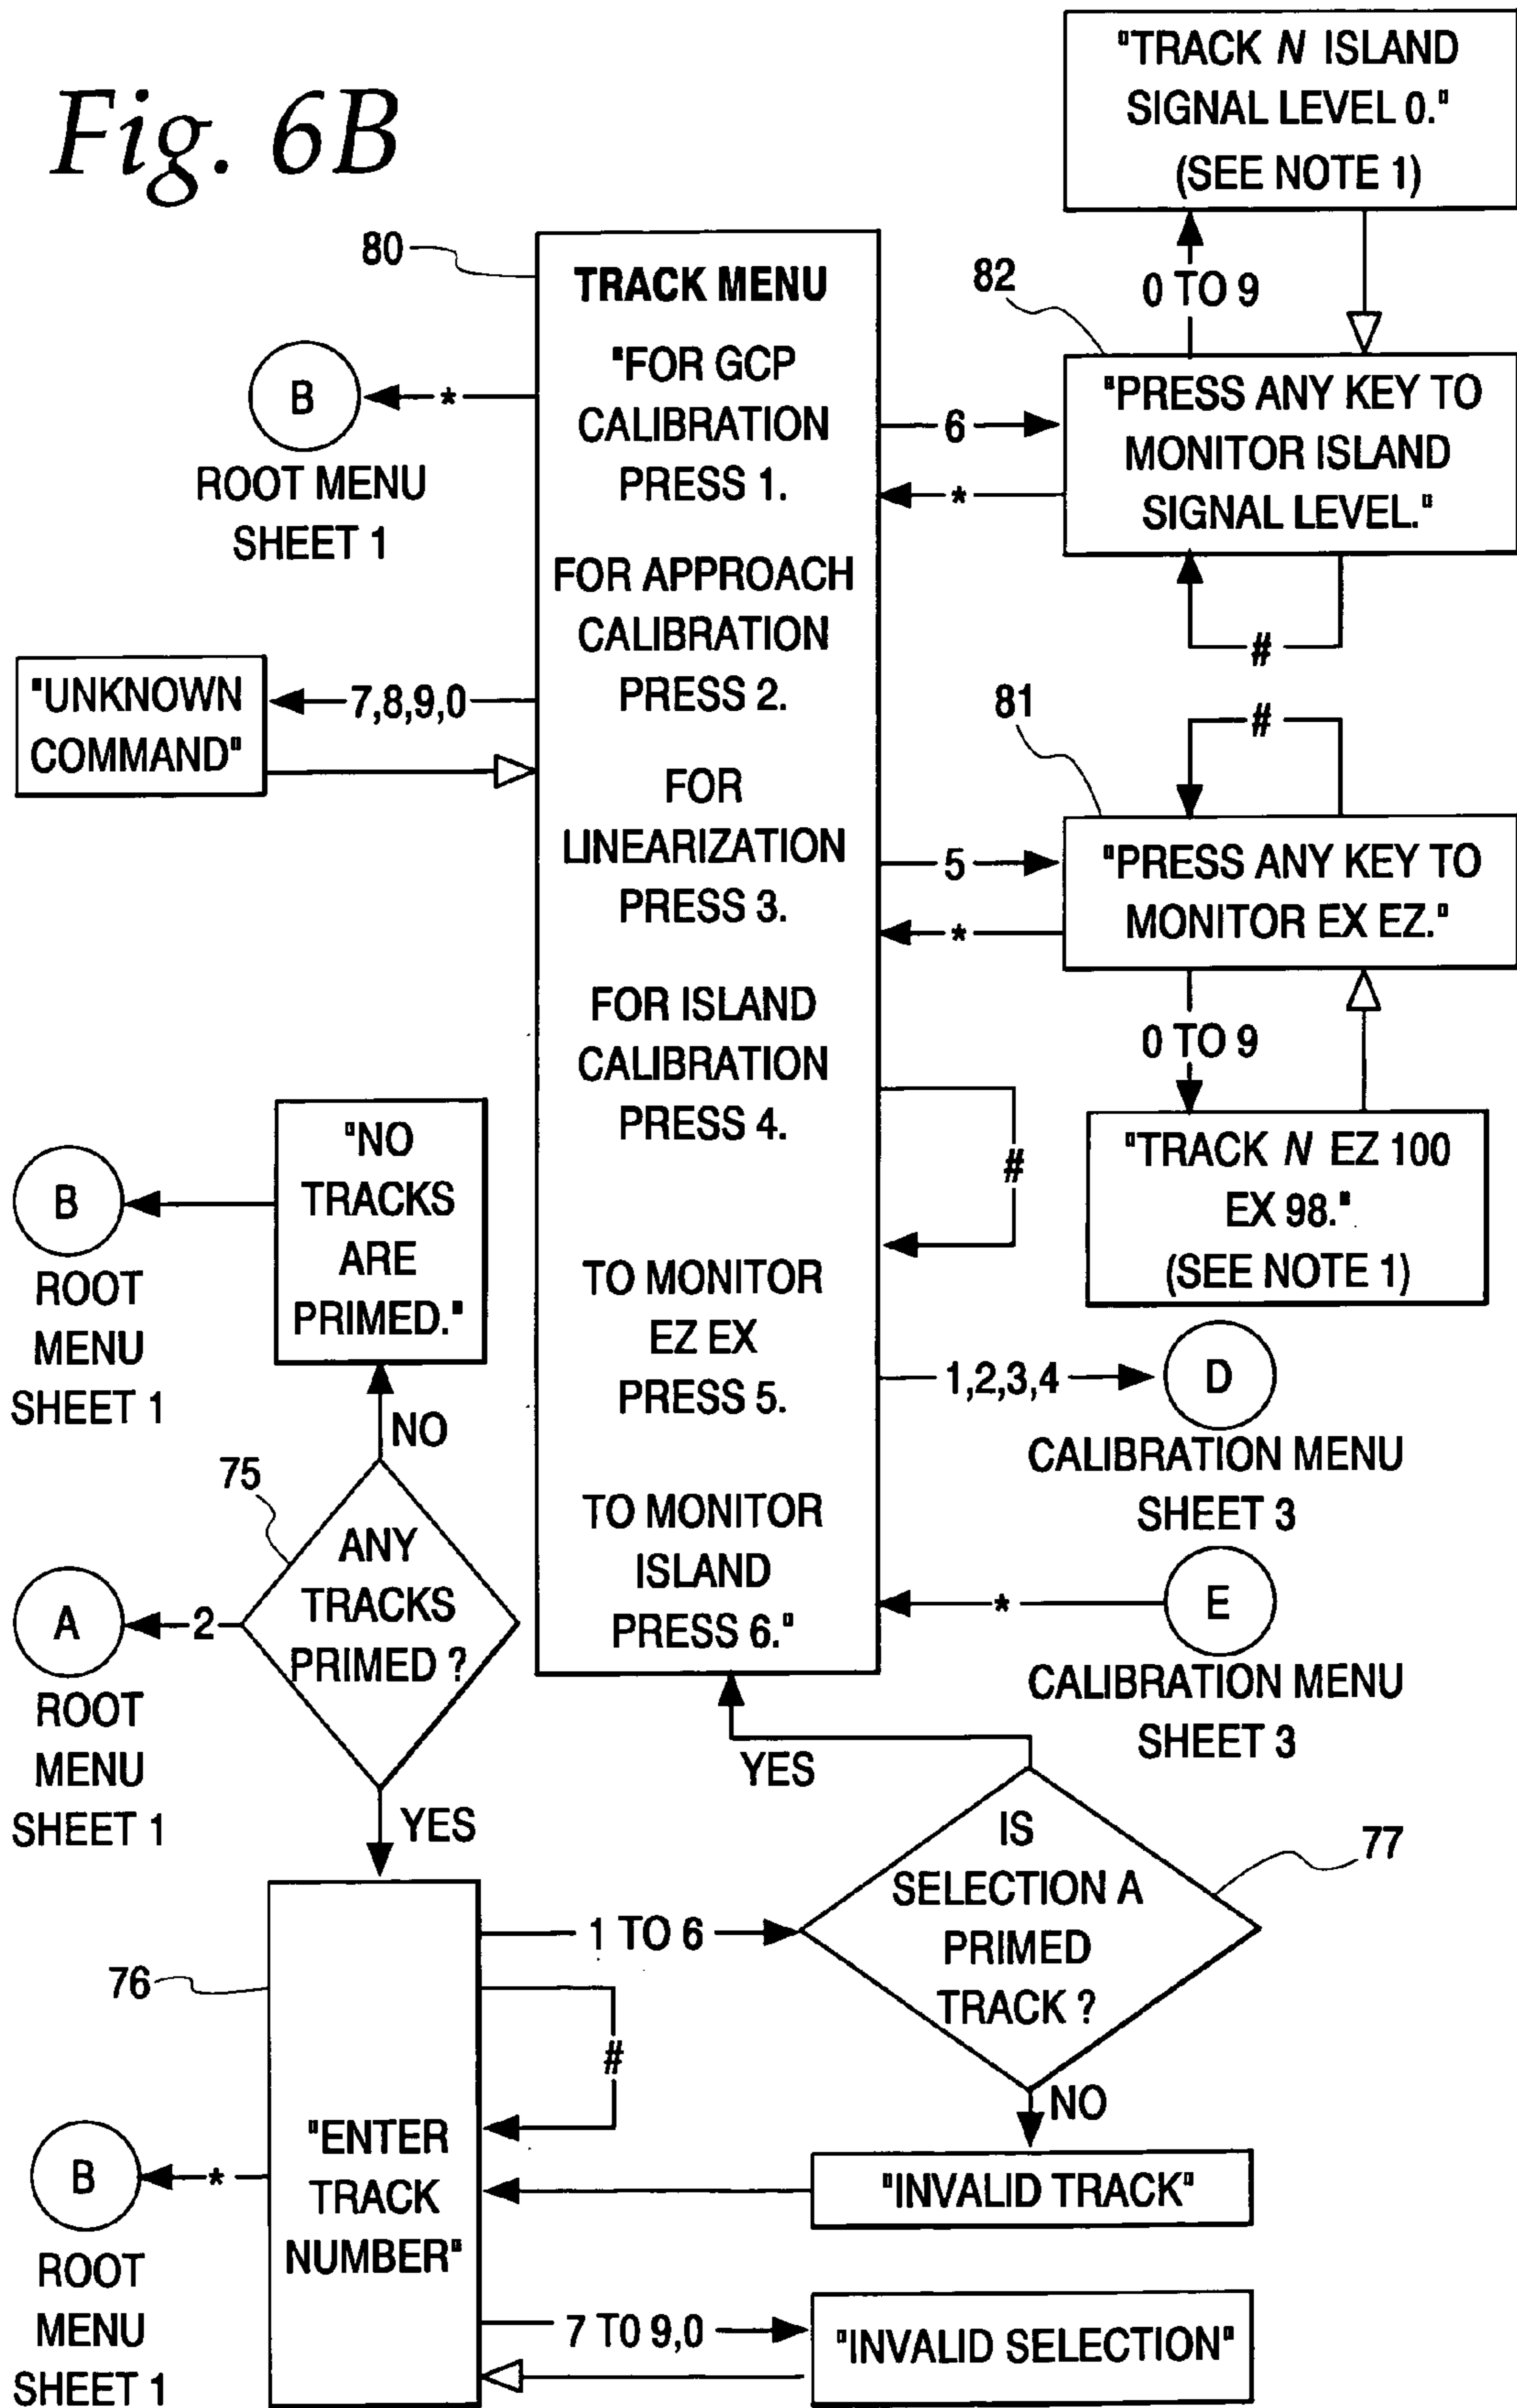 Fig. 6B
"TRACK N ISLAND
SIGNAL LEVEL 0."
(SEE NOTE 1)
80
TRACK MENU
"FOR GCP
CALIBRATION
PRESS 1.
FOR APPROACH
CALIBRATION
PRESS 2.
FOR
LINEARIZATION
PRESS 3.
FOR ISLAND
CALIBRATION
PRESS 4.
TO MONITOR
EZ EX
PRESS 5.
TO MONITOR
ISLAND
PRESS 6."
B
*
ROOT MENU
SHEET 1
82
0 TO 9
6
*
"PRESS ANY KEY TO
MONITOR ISLAND
SIGNAL LEVEL."
#
"UNKNOWN
COMMAND"
7,8,9,0
81
#
5
*
"PRESS ANY KEY TO
MONITOR EX EZ."
0 TO 9
"TRACK N EZ 100
EX 98."
(SEE NOTE 1)
#
1,2,3,4
D
CALIBRATION MENU
SHEET 3
*
E
CALIBRATION MENU
SHEET 3
B
ROOT
MENU
SHEET 1
"NO
TRACKS
ARE
PRIMED."
NO
75
ANY
TRACKS
PRIMED ?
A
2
ROOT
MENU
SHEET 1
YES
YES
IS
SELECTION A
PRIMED
TRACK ?
77
76
1 TO 6
#
"ENTER
TRACK
NUMBER"
NO
"INVALID TRACK"
B
*
ROOT
MENU
SHEET 1
7 TO 9,0
"INVALID SELECTION"